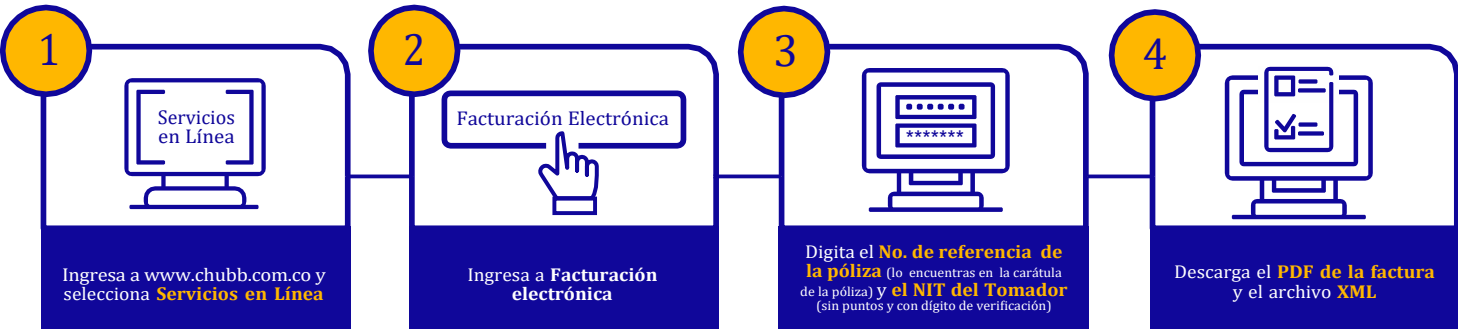 1
Servicios
en Línea
Ingresa a www.chubb.com.co y
selecciona Servicios en Línea
2
Facturación Electrónica
Ingresa a Facturación
electrónica
3
*******
Digita el No. de referencia de
la póliza (lo encuentras en la carátula
de la póliza) y el NIT del Tomador
(sin puntos y con dígito de verificación)
4
Descarga el PDF de la factura
y el archivo XML